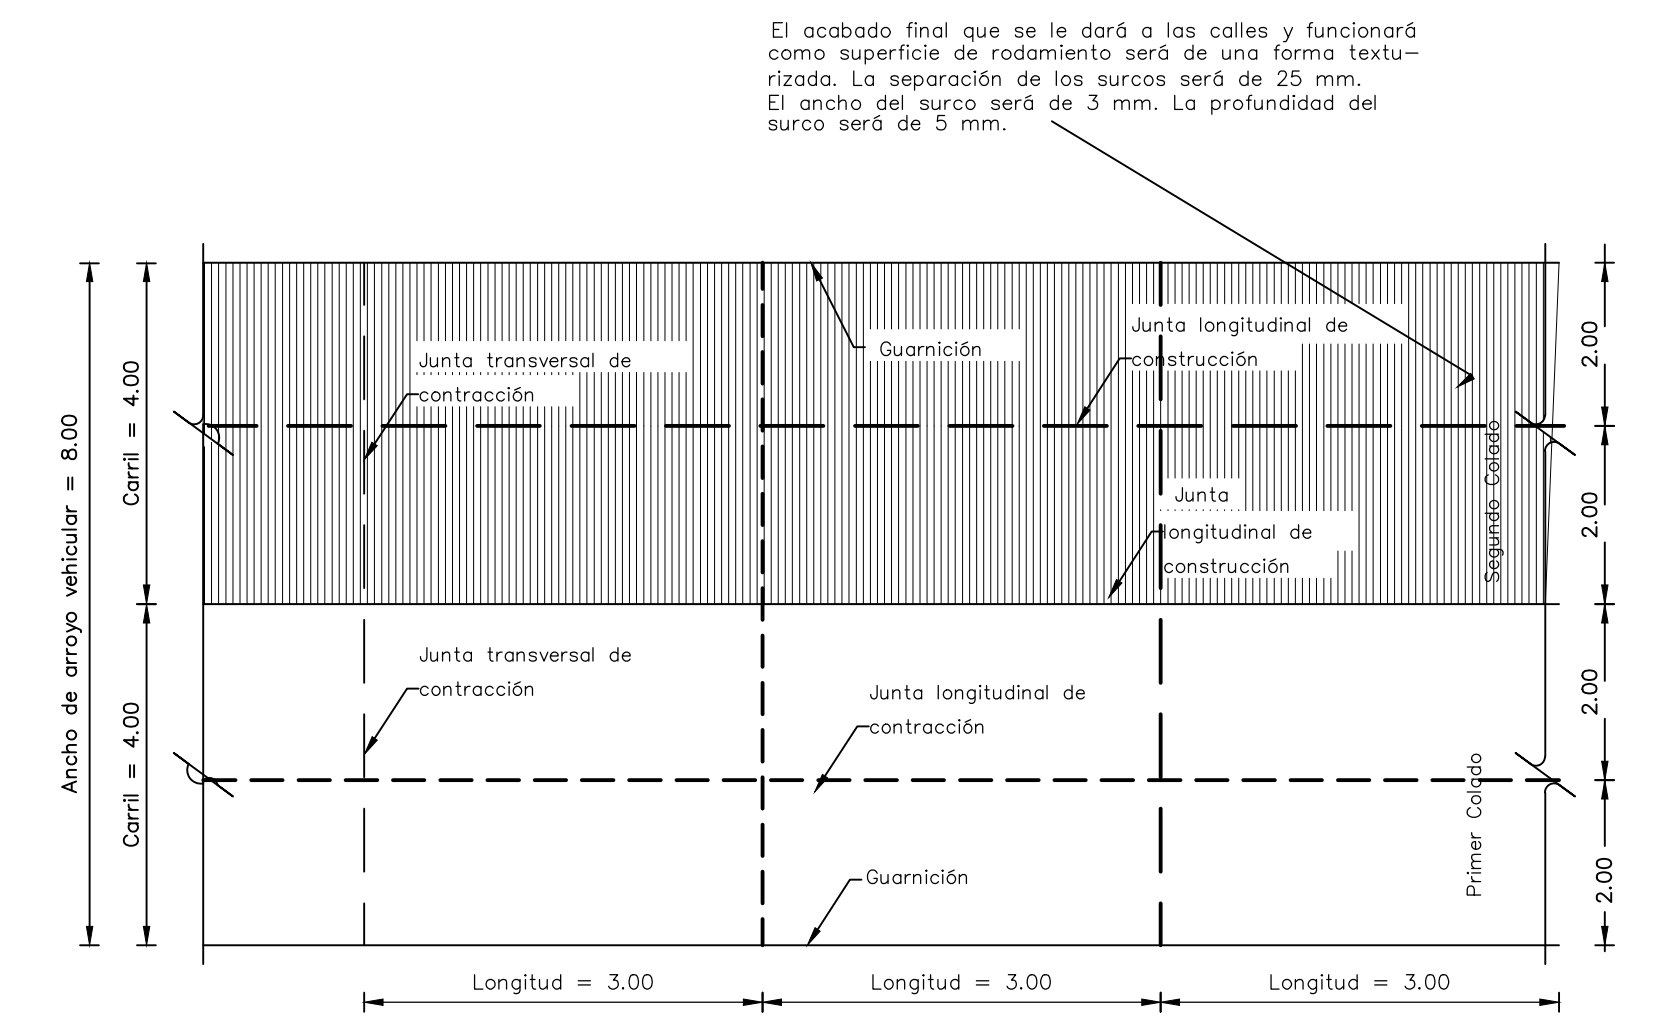 El acabado final que se le dará a las calles y funcionará
como superficie de rodamiento será de una forma textu–
rizada. La separación de los surcos será de 25 mm.
El ancho del surco será de 3 mm. La profundidad del
surco será de 5 mm.
Ancho de arroyo vehicular = 8.00
Carril = 4.00
Carril = 4.00
Junta transversal de
contracción
Guarnición
Junta longitudinal de
construcción
Junta
longitudinal de
construcción
Segundo Colado
2.00
2.00
Junta transversal de
contracción
Junta longitudinal de
contracción
Guarnición
Primer Colado
2.00
2.00
Longitud = 3.00
Longitud = 3.00
Longitud = 3.00